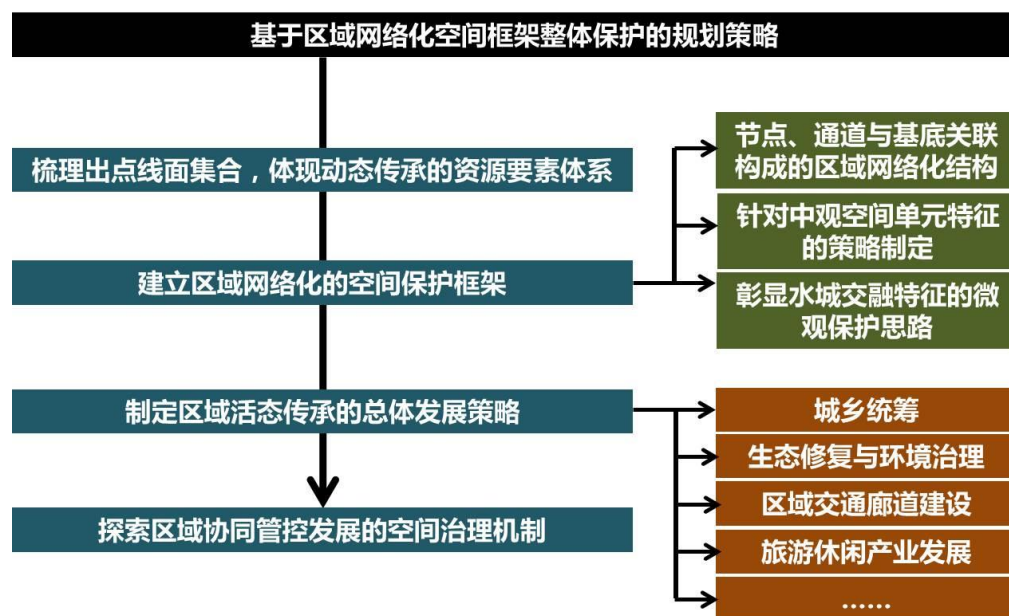 基于区域网络化空间框架整体保护的规划策略
梳理出点线面集合，体现动态传承的资源要素体系
建立区域网络化的空间保护框架
节点、通道与基底关联
构成的区域网络化结构
针对中观空间单元特征
的策略制定
彰显水城交融特征的微
观保护思路
制定区域活态传承的总体发展策略
城乡统筹
生态修复与环境治理
区域交通廊道建设
旅游休闲产业发展
……
探索区域协同管控发展的空间治理机制